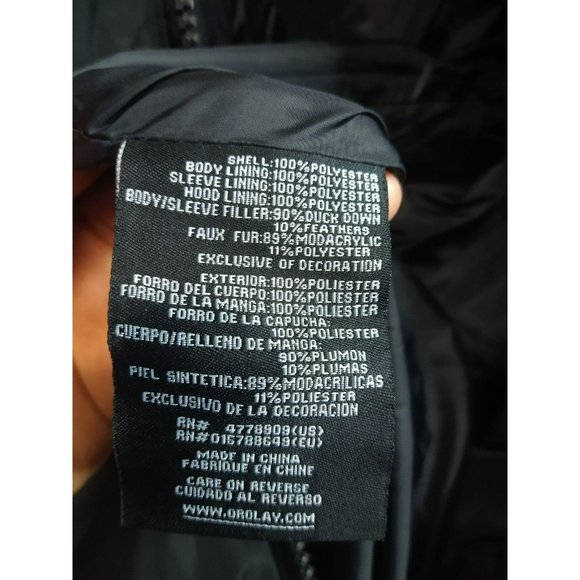 SHELL:100%POLYESTER
BODY LINING:100%POLYESTER
SLEEVE LINING:100%POLYESTER
HOOD LINING:100%POLYESTER
BODY/SLEEVE FILLER:90%DUCK DOWN
10%FEATHERS
FAUX FUR:89%MODACRYLIC
11%POLYESTER
EXCLUSIVE OF DECORATION
EXTERIOR:100%POLIESTER
FORRO DEL CUERPO:100%POLIESTER
FORRO DE LA MANGA:100%POLIESTER
FORRO DE LA CAPUCHA:
100%POLIESTER
CUERPO/RELLENO DE MANGA:
90%PLUMON
10%PLUMAS
PIEL SINTETICA:89%MODACRILICAS
11%POLIESTER
EXCLUSIVO DE LA DECORACION
RN# 4778909(US)
RN#015788649(EU)
MADE IN CHINA
FABRIQUE EN CHINE
CARE ON REVERSE
CUIDADO AL REVERSO
WWW.OROLAY.COM